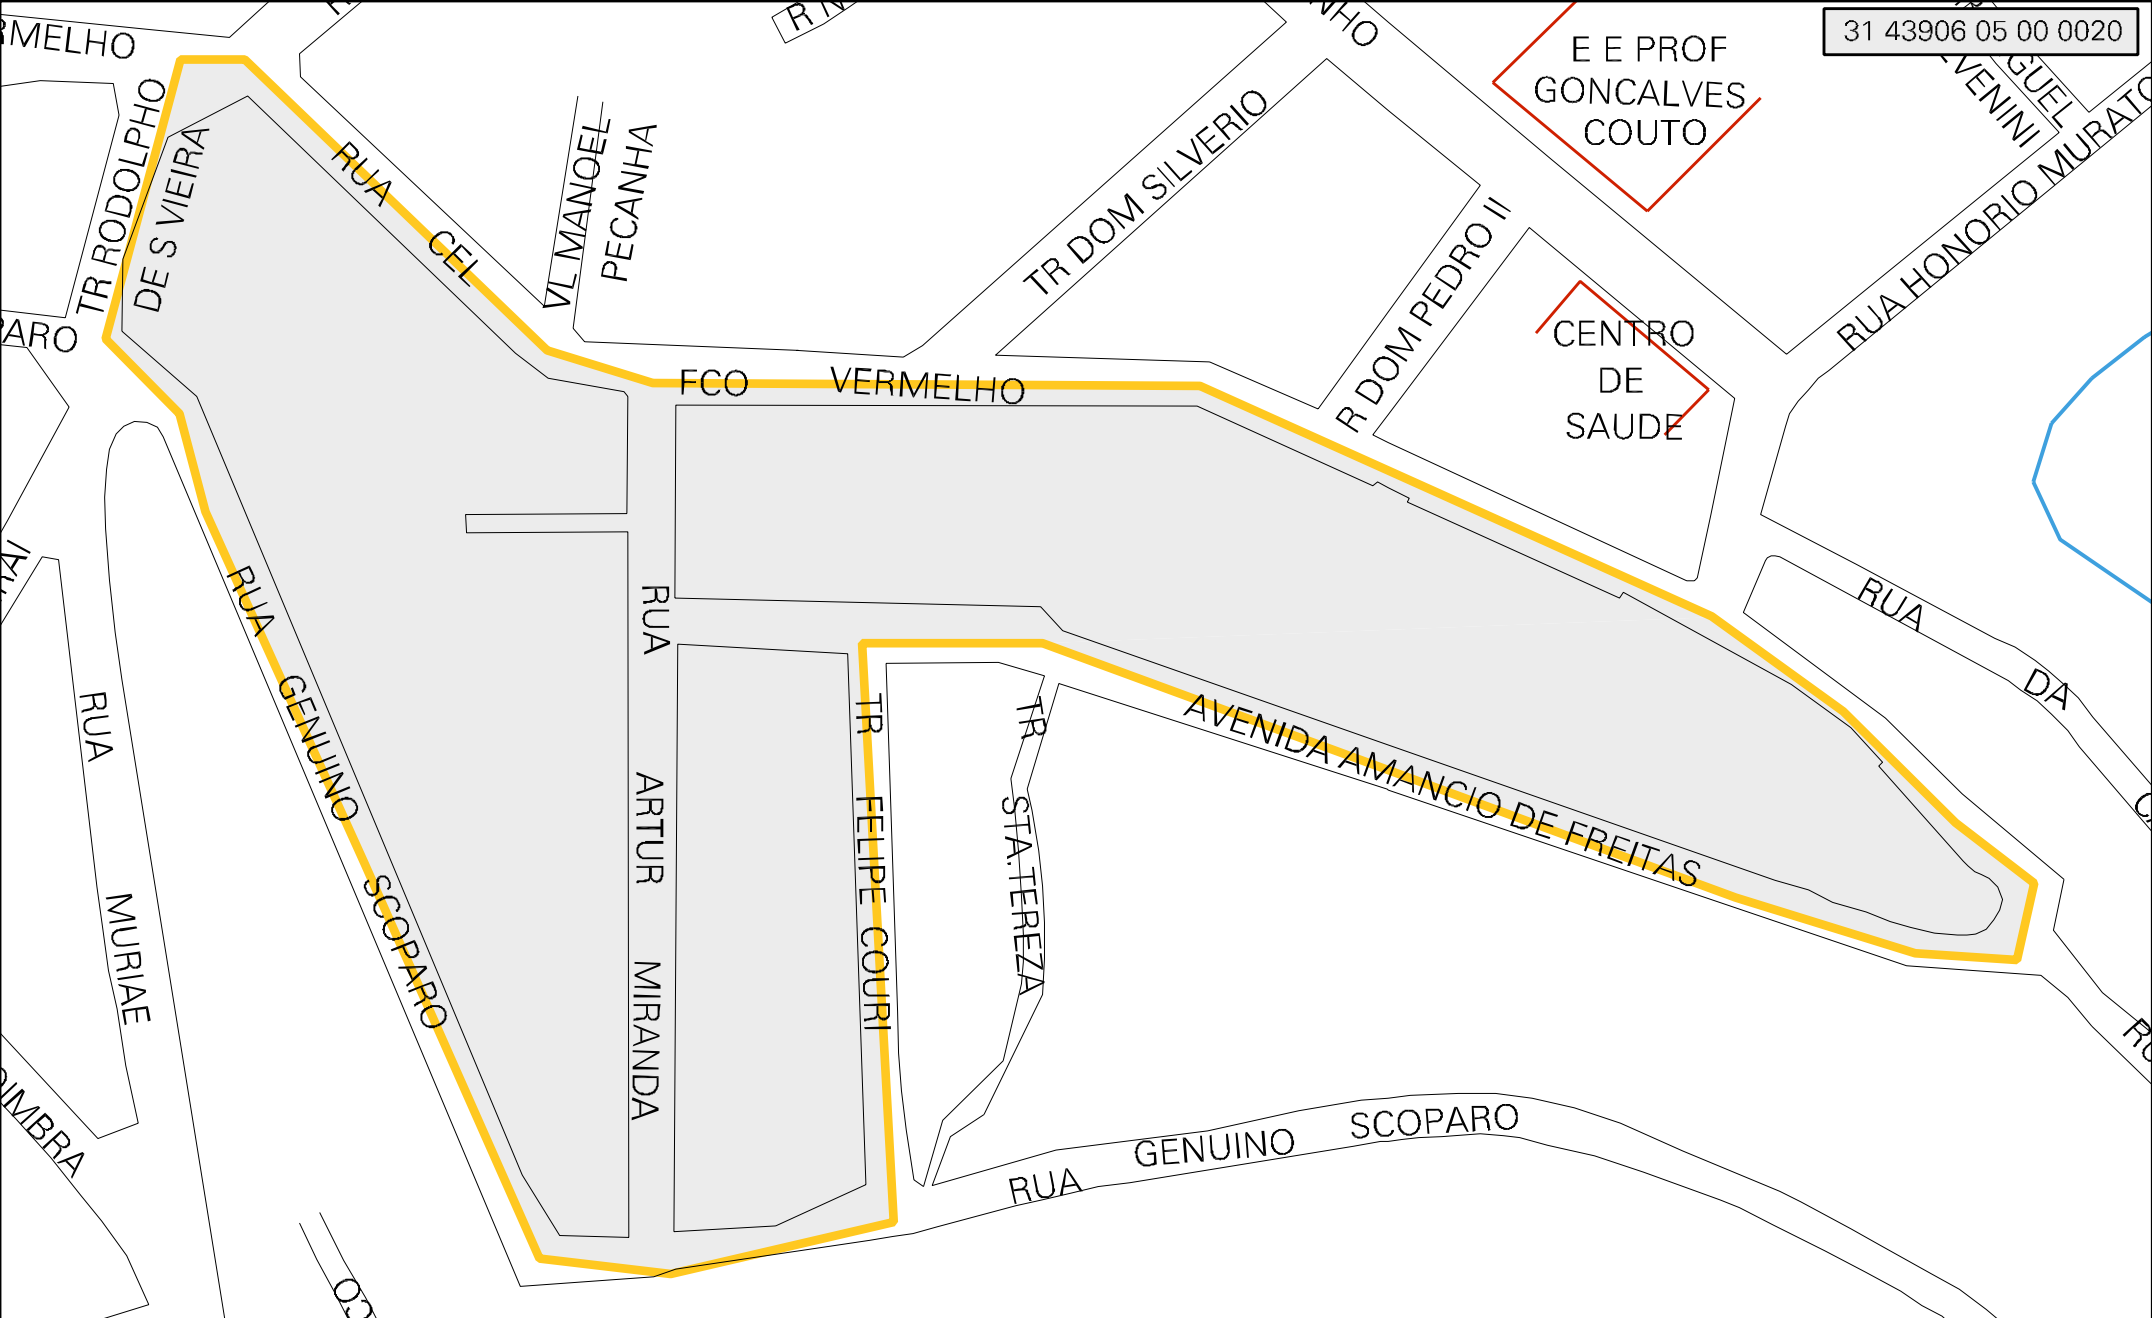 31 43906 05 00 0020
E E PROF
GONCALVES
COUTO
TR RODOLPHO
DE S VIEIRA
RUA CEL FCO VERMELHO
VL MANOEL
PECANHA
TR DOM SILVERIO
R DOM PEDRO II
CENTRO
DE
SAUDE
RUA HONORIO MURATO
RUA DA
RUA GENUINO SCOPARO
RUA MURIAE
RUA ARTUR MIRANDA
TR FELIPE COURI
TR STA.TEREZA
AVENIDA AMANCIO DE FREITAS
RUA GENUINO SCOPARO